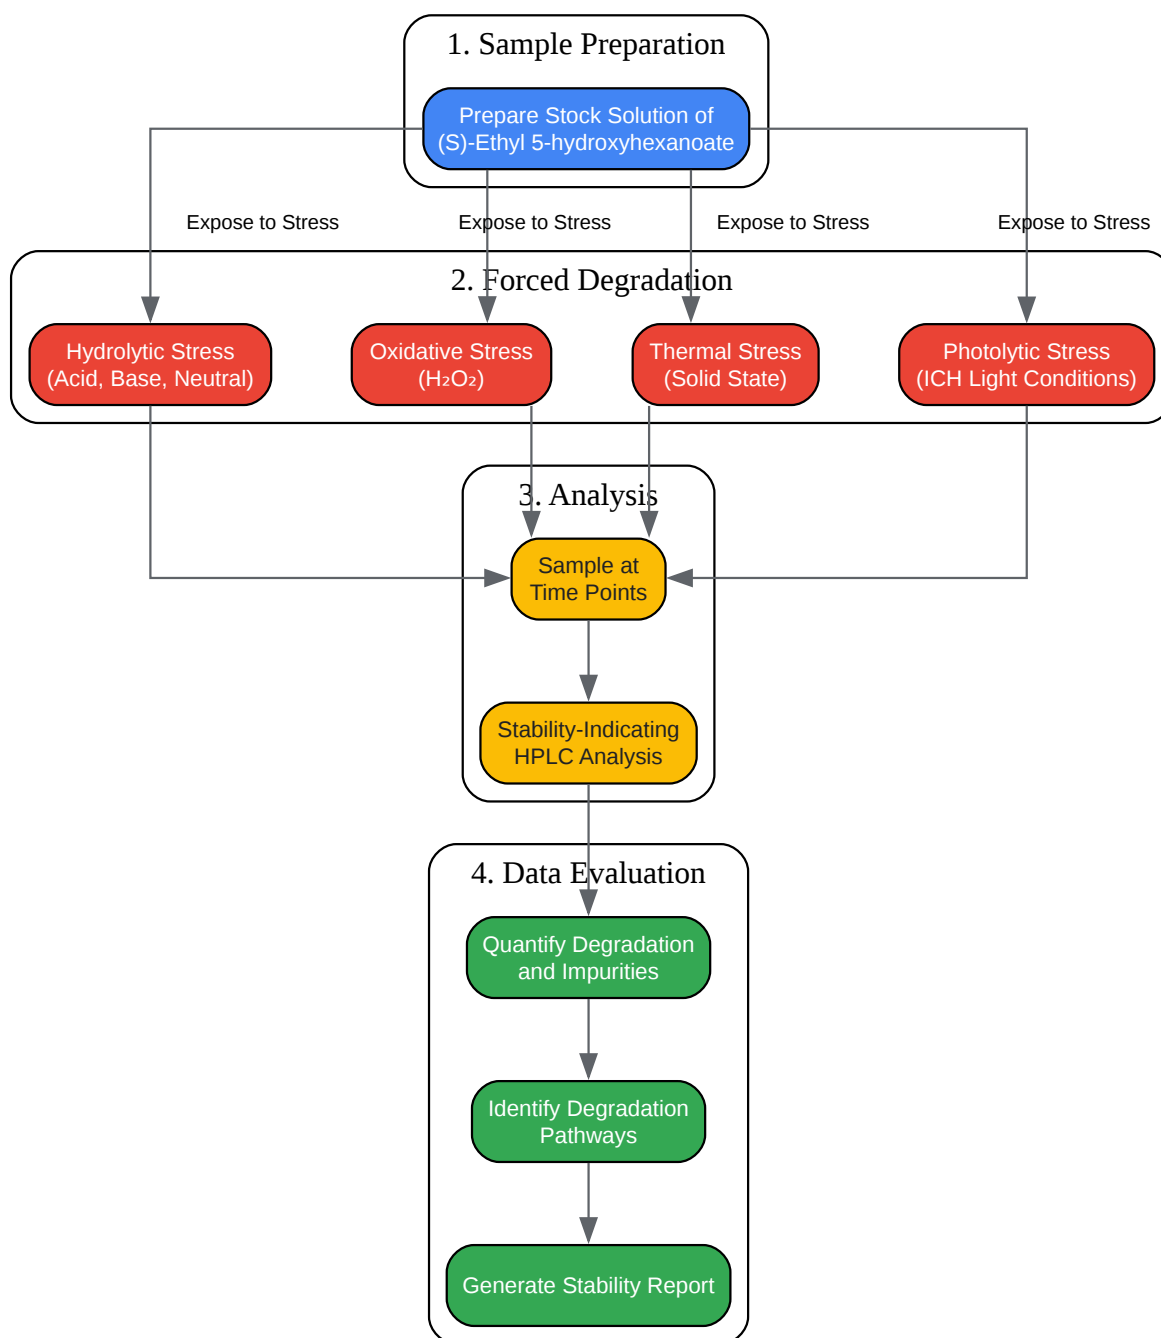 1. Sample Preparation
Prepare Stock Solution of
(S)-Ethyl 5-hydroxyhexanoate
Expose to Stress
Expose to Stress
Expose to Stress
Expose to Stress
2. Forced Degradation
Hydrolytic Stress
(Acid, Base, Neutral)
Oxidative Stress
(H₂O₂)
Thermal Stress
(Solid State)
Photolytic Stress
(ICH Light Conditions)
3. Analysis
Sample at
Time Points
Stability-Indicating
HPLC Analysis
4. Data Evaluation
Quantify Degradation
and Impurities
Identify Degradation
Pathways
Generate Stability Report